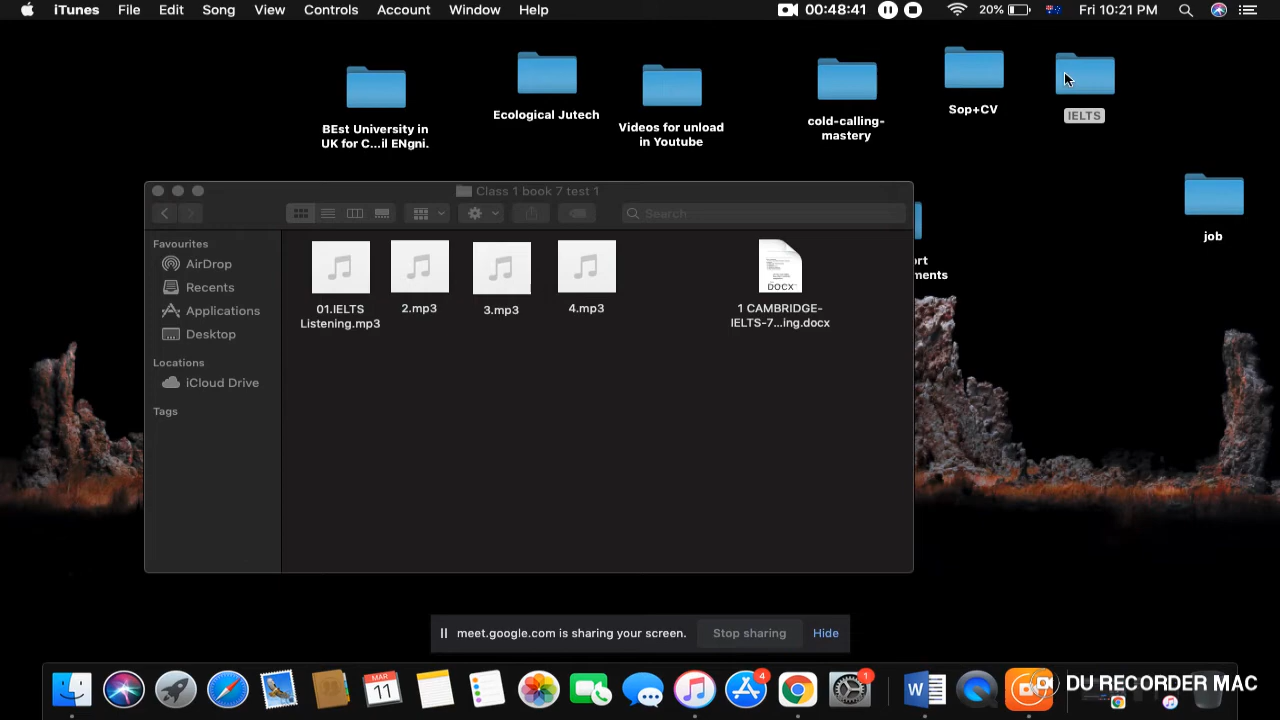 iTunes File Edit Song View Controls Account Window Help 00:48:41 20% Fri 10:21 PM
BEst University in
UK for C...il ENgni.
Ecological Jutech
Videos for unload
in Youtube
cold-calling-
mastery
Sop+CV
IELTS
job
ort
ments
Class 1 book 7 test 1
Search
Favourites
AirDrop
Recents
Applications
Desktop
Locations
iCloud Drive
Tags
01.IELTS
Listening.mp3
2.mp3
3.mp3
4.mp3
DOCX
1 CAMBRIDGE-
IELTS-7...ing.docx
meet.google.com is sharing your screen. Stop sharing Hide
MAR
11
4
1
W
DU RECORDER MAC